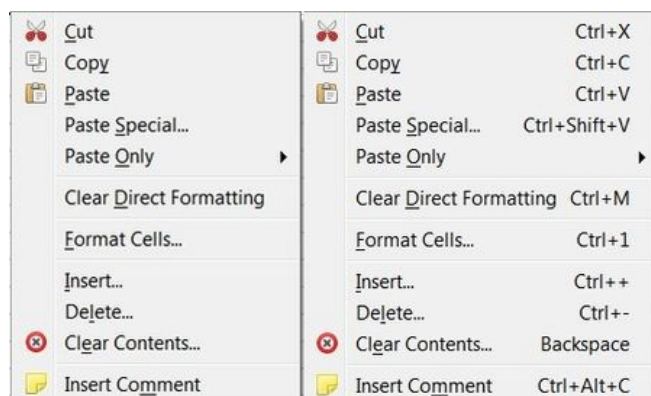 Cut
Copy
Paste
Paste Special...
Paste Only
Clear Direct Formatting
Format Cells...
Insert...
Delete...
Clear Contents...
Insert Comment
Cut Ctrl+X
Copy Ctrl+C
Paste Ctrl+V
Paste Special... Ctrl+Shift+V
Paste Only
Clear Direct Formatting Ctrl+M
Format Cells... Ctrl+1
Insert... Ctrl++
Delete... Ctrl+-
Clear Contents... Backspace
Insert Comment Ctrl+Alt+C